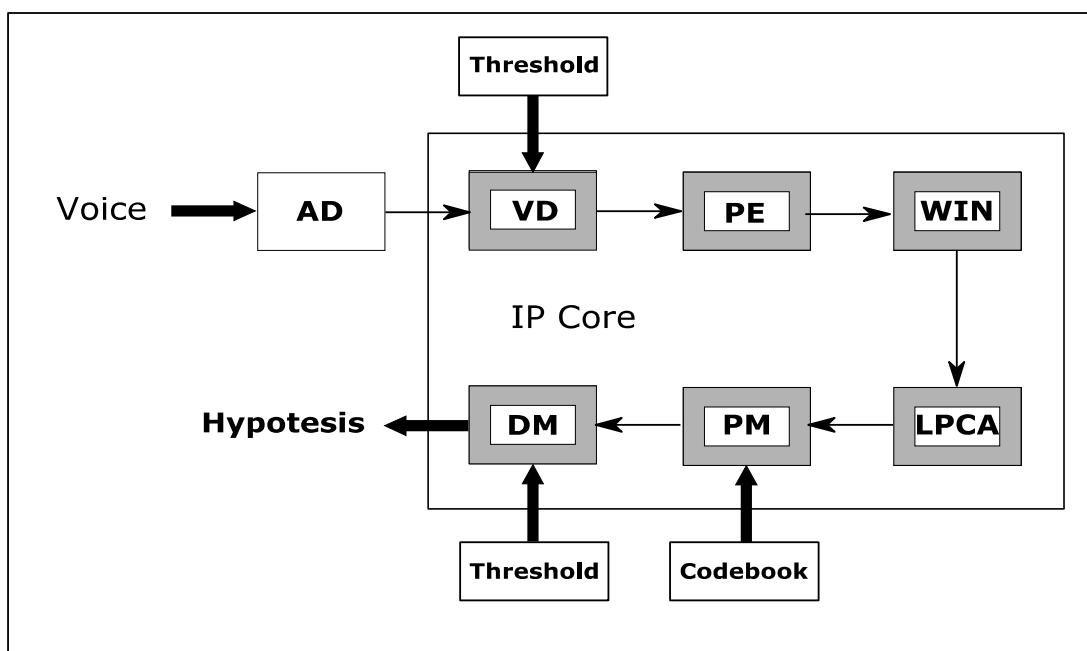 Threshold
Voice
AD
VD
PE
WIN
IP Core
Hypotesis
DM
PM
LPCA
Threshold
Codebook